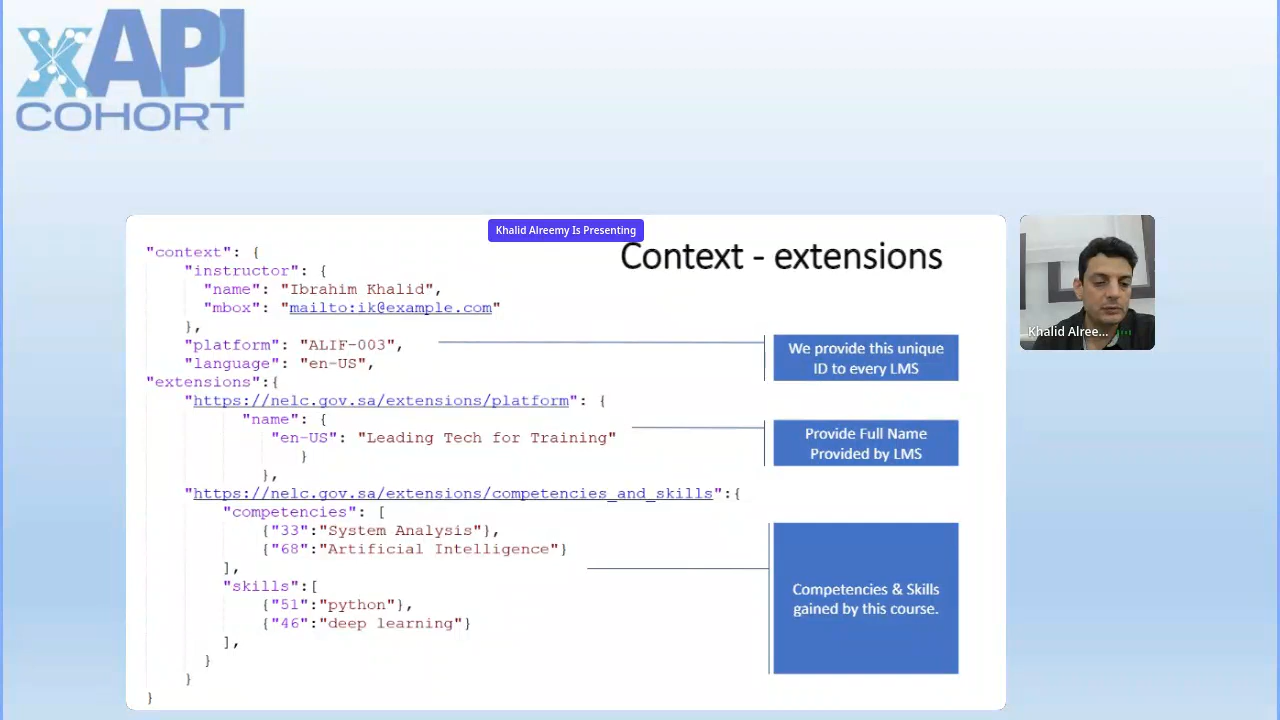 xAPI
COHORT
Khalid Alreemy Is Presenting
Context - extensions
"context": {
"instructor": {
"name": "Ibrahim Khalid",
"mbox": "mailto:ik@example.com"
},
"platform": "ALIF-003",
"language": "en-US",
"extensions":{
"https://nelc.gov.sa/extensions/platform": {
"name": {
"en-US": "Leading Tech for Training"
}
},
"https://nelc.gov.sa/extensions/competencies_and_skills":{
"competencies": [
{"33":"System Analysis"},
{"68":"Artificial Intelligence"}
],
"skills":[
{"51":"python"},
{"46":"deep learning"}
],
}
}
}
We provide this unique
ID to every LMS
Provide Full Name
Provided by LMS
Competencies & Skills
gained by this course.
Khalid Alree...